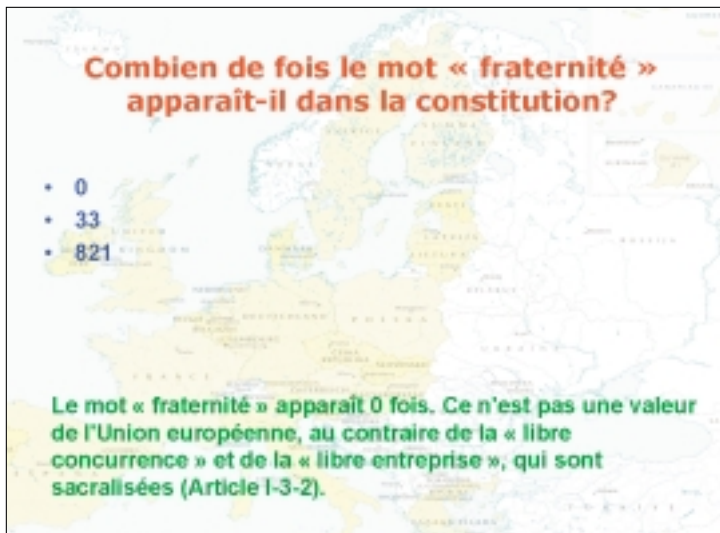 Combien de fois le mot « fraternité »
apparaît-il dans la constitution?
• 0
• 33
• 821
Le mot « fraternité » apparaît 0 fois. Ce n'est pas une valeur
de l'Union européenne, au contraire de la « libre
concurrence » et de la « libre entreprise », qui sont
sacralisées (Article I-3-2).